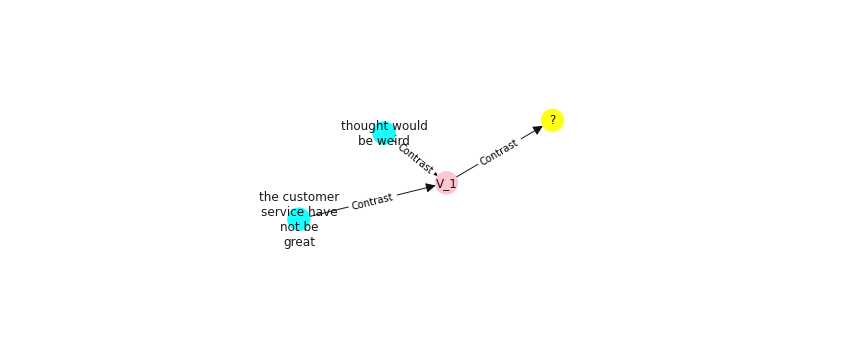 ?
thought would
be weird
Contrast
Contrast
V_1
Contrast
the customer
service have
not be
great